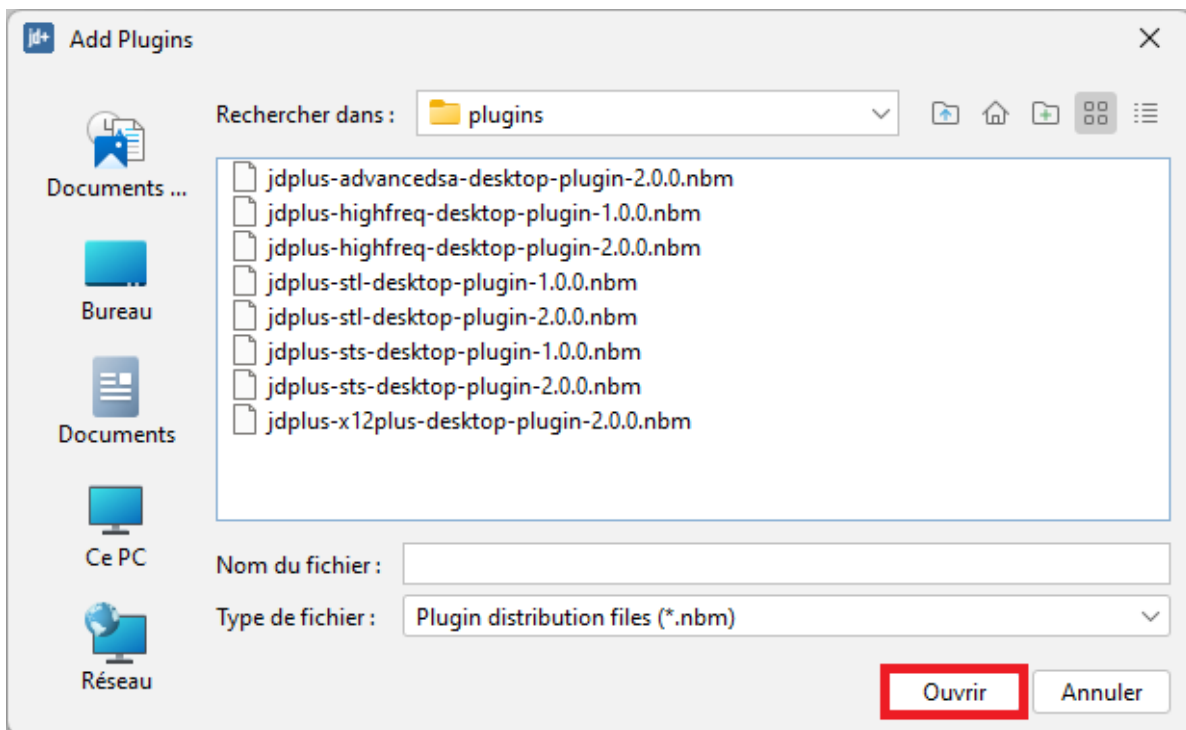 jd+ Add Plugins
Rechercher dans : plugins
Documents ...
Bureau
Documents
Ce PC
Réseau
jdplus-advancedsa-desktop-plugin-2.0.0.nbm
jdplus-highfreq-desktop-plugin-1.0.0.nbm
jdplus-highfreq-desktop-plugin-2.0.0.nbm
jdplus-stl-desktop-plugin-1.0.0.nbm
jdplus-stl-desktop-plugin-2.0.0.nbm
jdplus-sts-desktop-plugin-1.0.0.nbm
jdplus-sts-desktop-plugin-2.0.0.nbm
jdplus-x12plus-desktop-plugin-2.0.0.nbm
Nom du fichier :
Type de fichier : Plugin distribution files (*.nbm)
Ouvrir Annuler